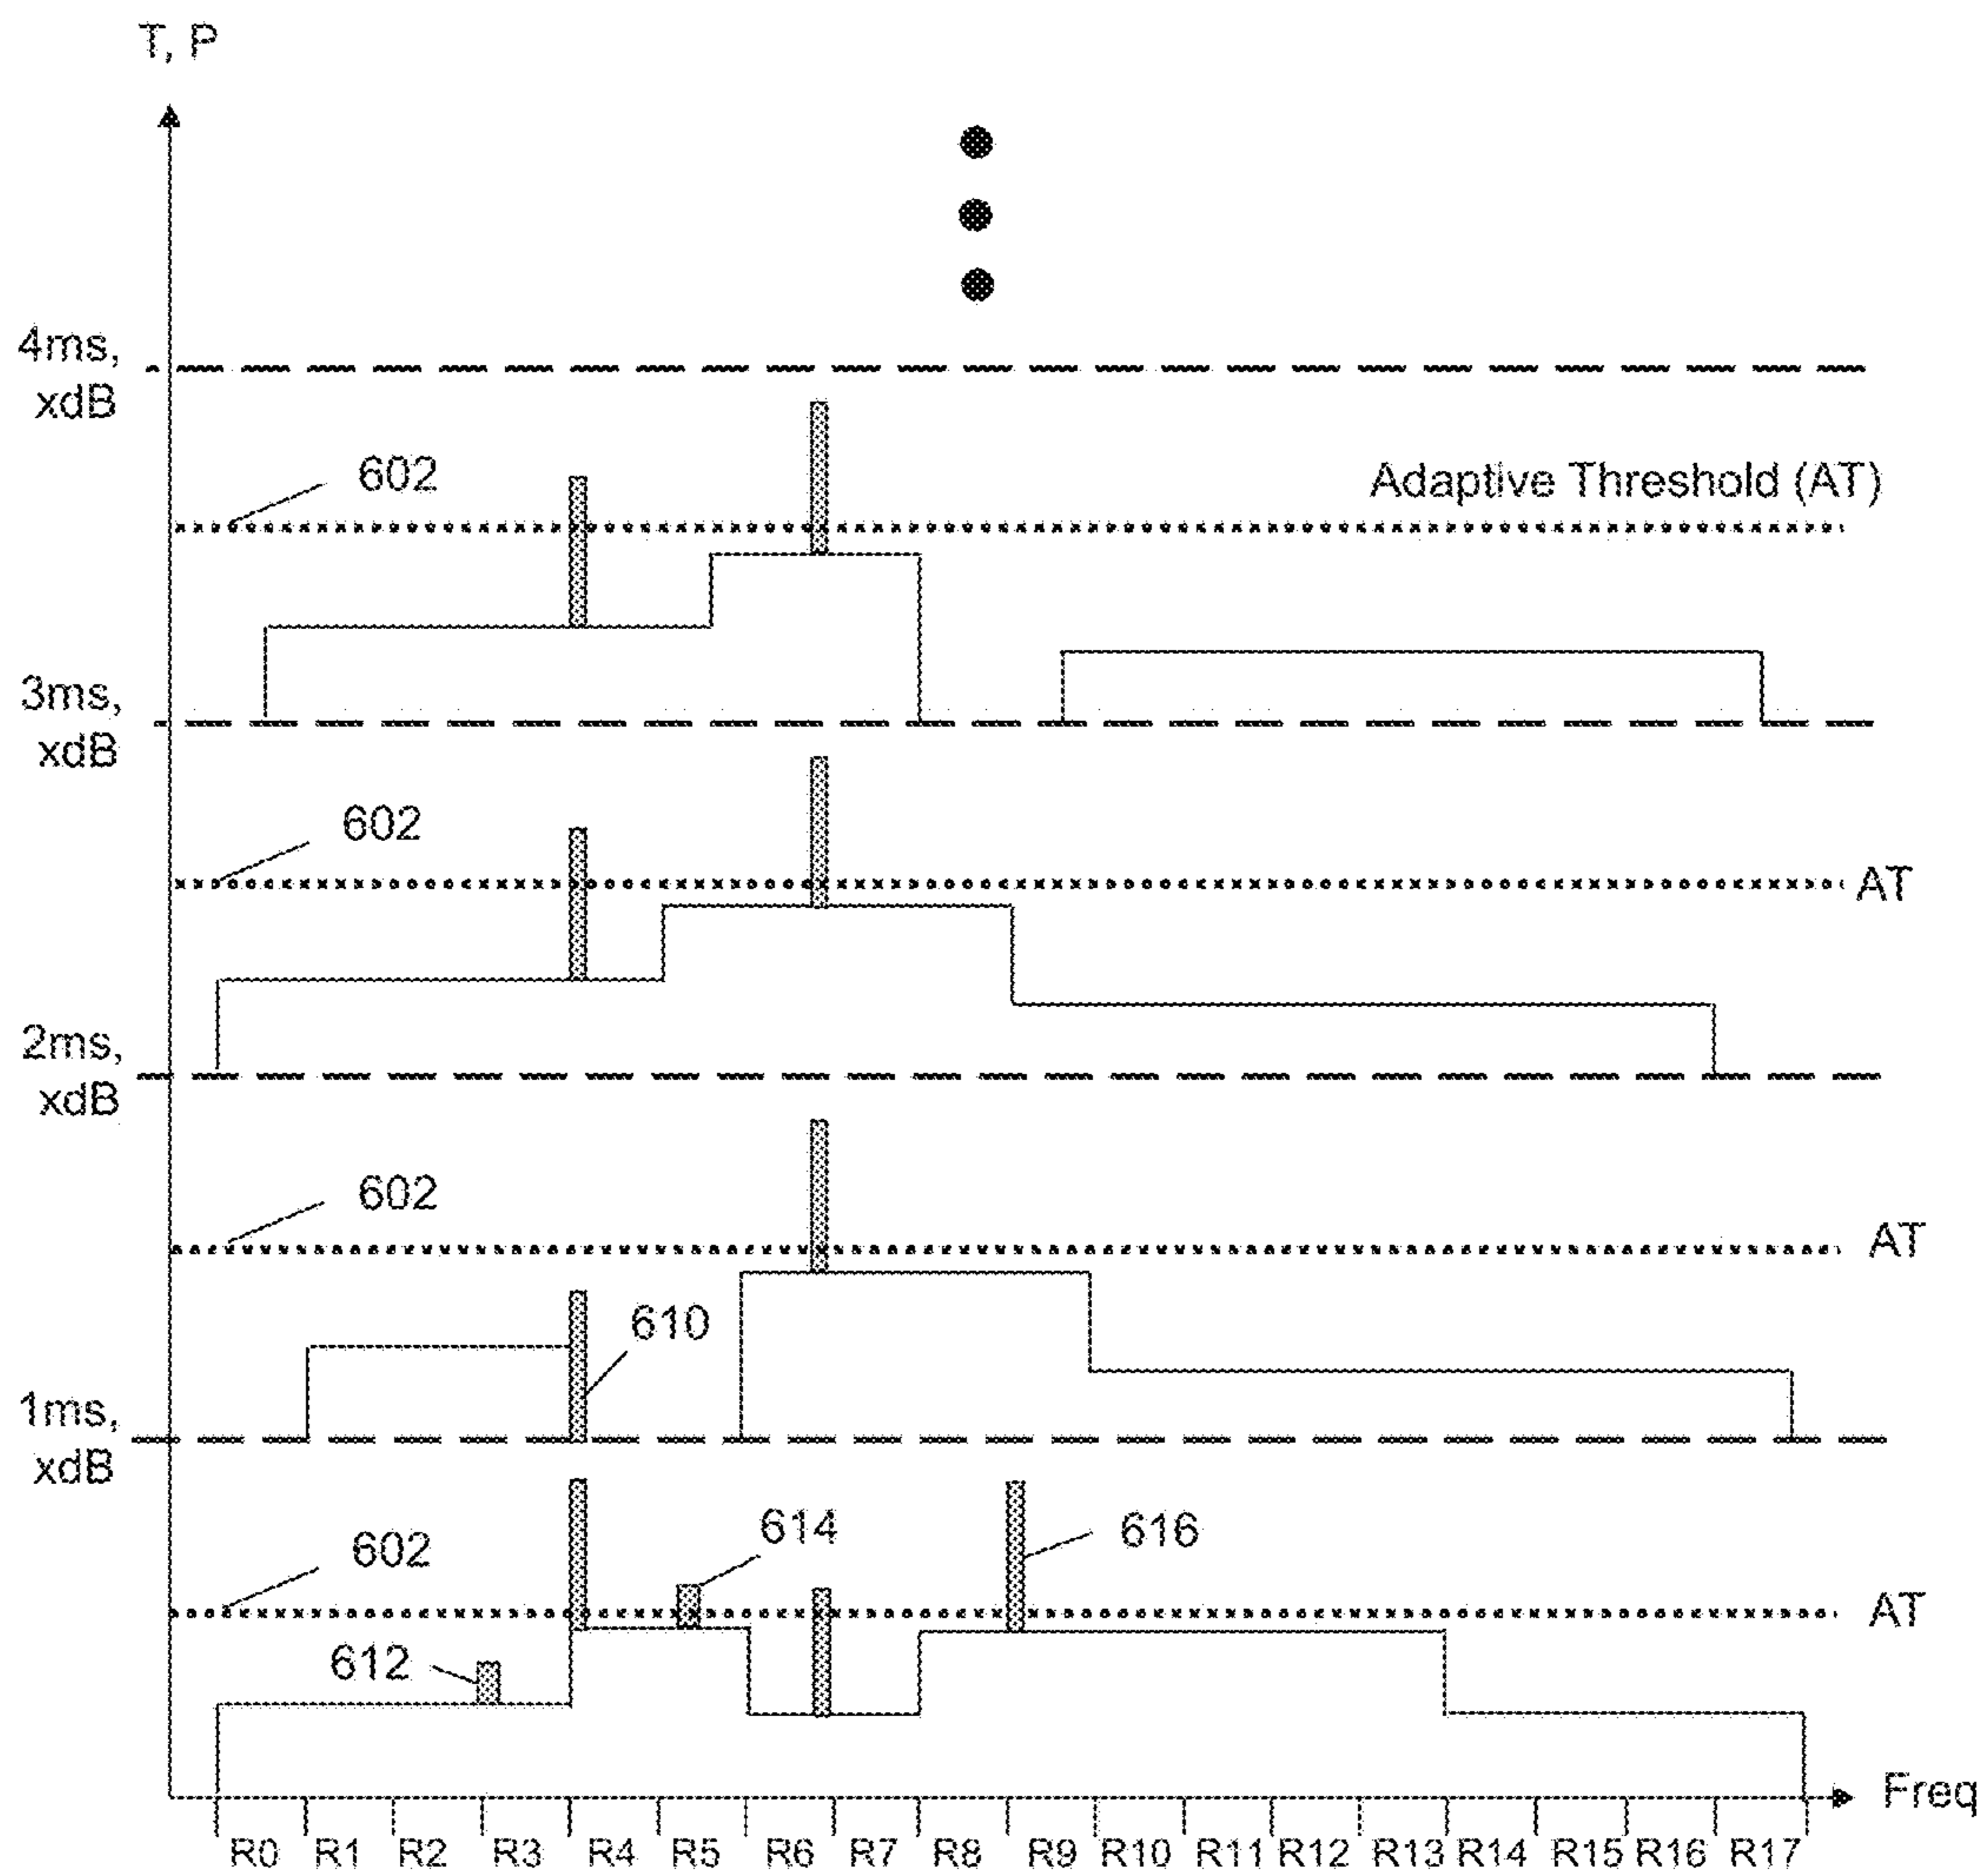 T, P
4ms,
xdB
602
Adaptive Threshold (AT)
3ms,
xdB
602
AT
2ms,
xdB
602
AT
610
1ms,
xdB
602
614
616
AT
612
Freq
R0 R1 R2 R3 R4 R5 R6 R7 R8 R9 R10 R11 R12 R13 R14 R15 R16 R17